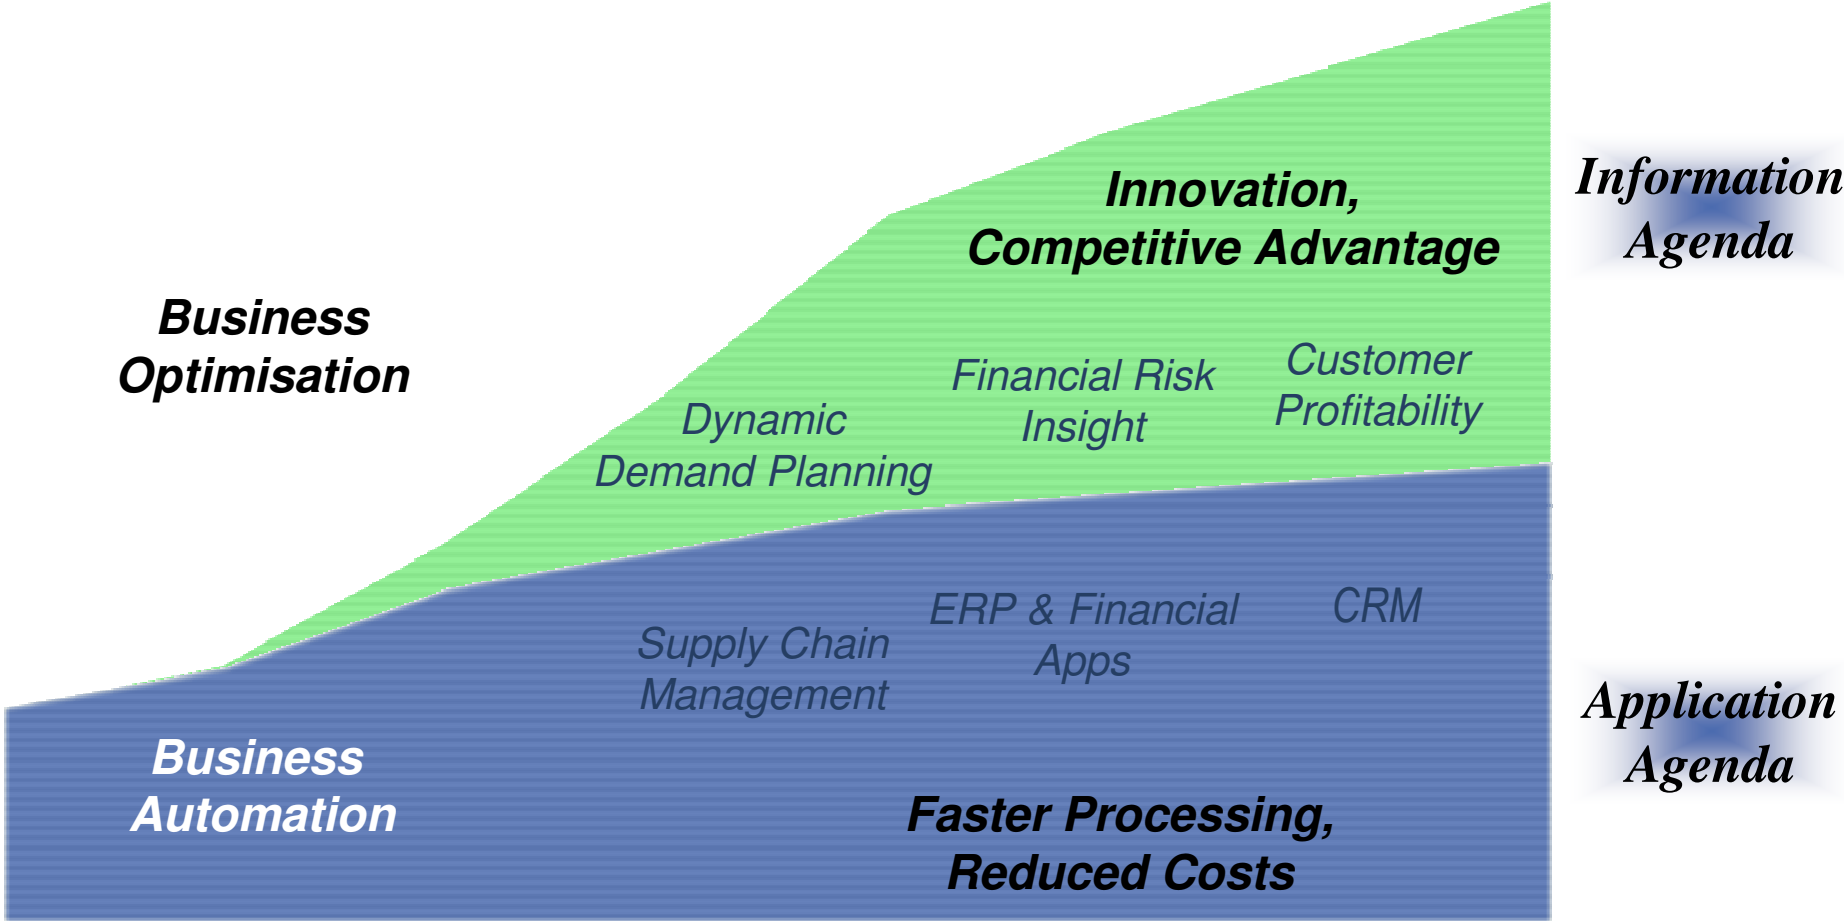 Innovation,
Competitive Advantage
Information
Agenda
Business
Optimisation
Dynamic
Demand Planning
Financial Risk
Insight
Customer
Profitability
Supply Chain
Management
ERP & Financial
Apps
CRM
Application
Agenda
Business
Automation
Faster Processing,
Reduced Costs